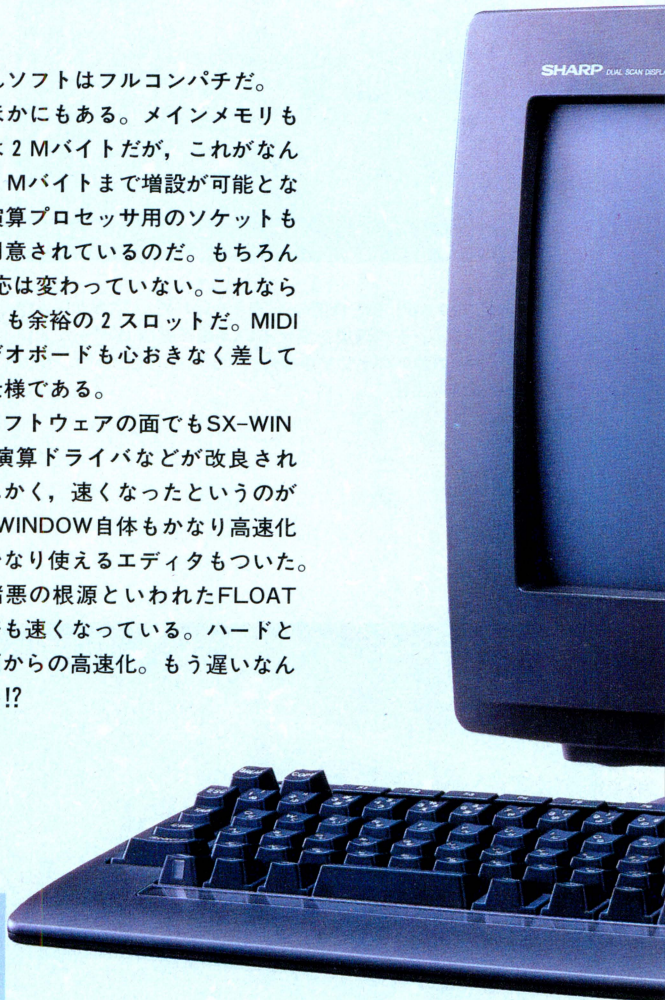 ソフトはフルコンパチだ。
かにもある。メインメモリも
2Mバイトだが，これがなん
Mバイトまで増設が可能とな
演算プロセッサ用のソケットも
意されているのだ。もちろん
応は変わっていない。これなら
も余裕の2スロットだ。MIDI
デオボードも心おきなく差して
様である。
フトウェアの面でもSX-WIN
演算ドライバなどが改良され
かく，速くなったというのが
WINDOW自体もかなり高速化
なり使えるエディタもついた。
諸悪の根源といわれたFLOAT
も速くなっている。ハードと
からの高速化。もう遅いなん
!?
SHARP DUAL SCAN DISPL